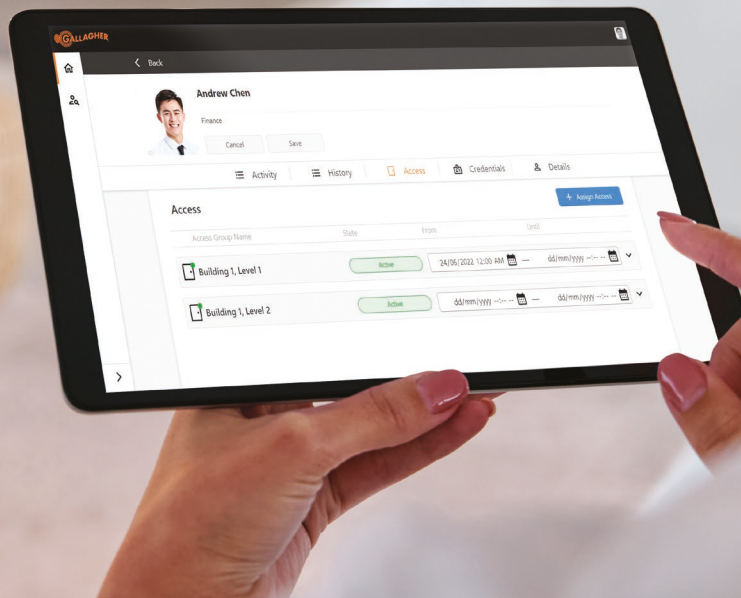 GALLAGHER
Back
Andrew Chen
Finance
Cancel Save
Activity History Access Credentials Details
Access
+ Assign Access
Access Group Name State From Until
Building 1, Level 1 Active 24/06/2022 12:00 AM — dd/mm/yyyy --:-- --
Building 1, Level 2 Active dd/mm/yyyy --:-- -- — dd/mm/yyyy --:-- --